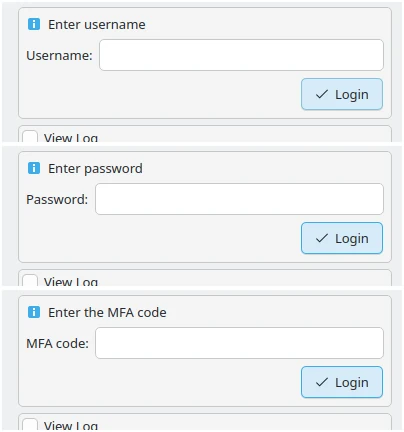 Enter username
Username:
Login
View Log
Enter password
Password:
Login
View Log
Enter the MFA code
MFA code:
Login
View Log